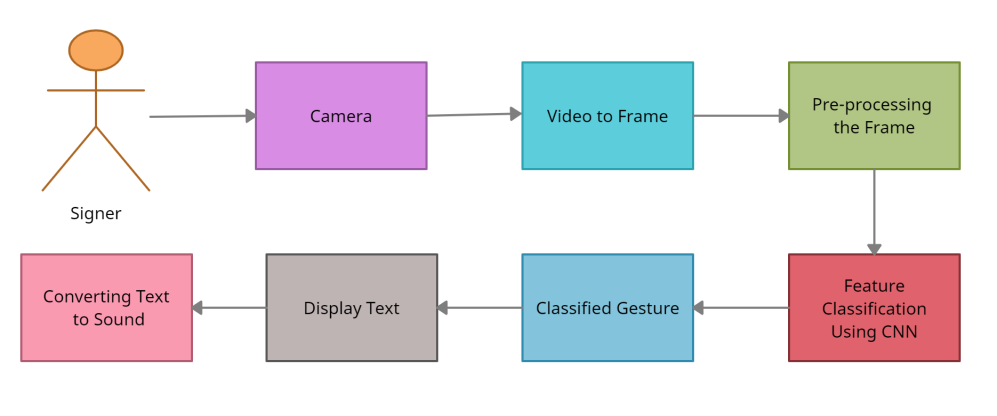 Signer
Camera
Video to Frame
Pre-processing
the Frame
Feature
Classification
Using CNN
Classified Gesture
Display Text
Converting Text
to Sound